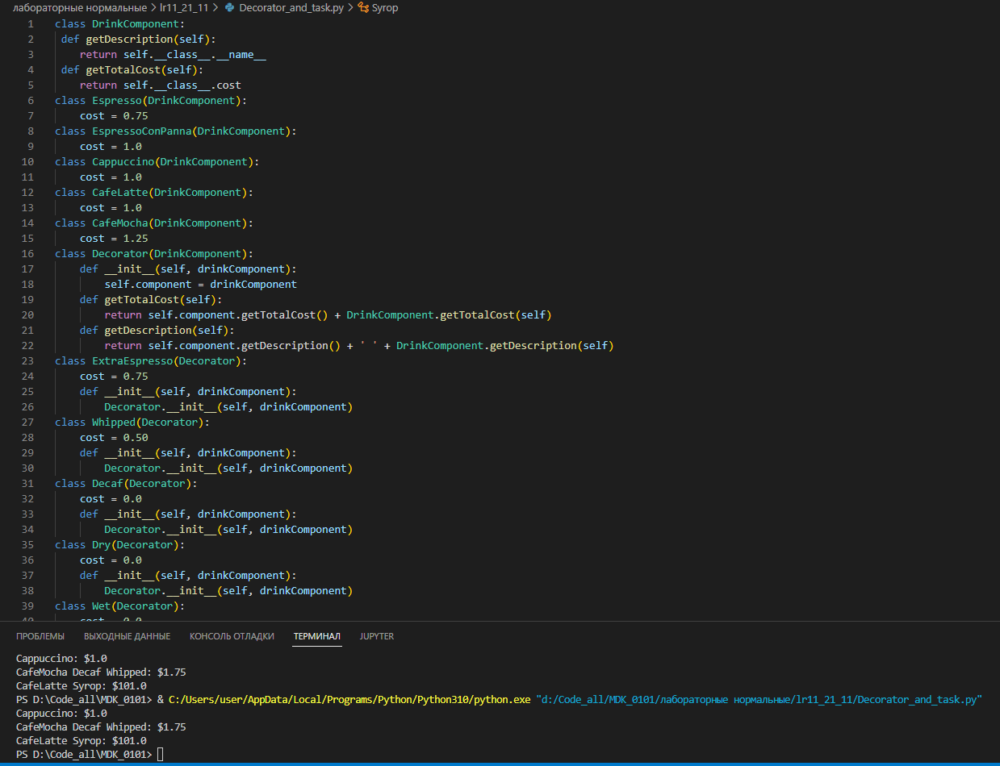 лабораторные нормальные > lr11_21_11 > Decorator_and_task.py > Syrop
1 class DrinkComponent:
2 def getDescription(self):
3 return self.__class__.__name__
4 def getTotalCost(self):
5 return self.__class__.cost
6 class Espresso(DrinkComponent):
7 cost = 0.75
8 class EspressoConPanna(DrinkComponent):
9 cost = 1.0
10 class Cappuccino(DrinkComponent):
11 cost = 1.0
12 class CafeLatte(DrinkComponent):
13 cost = 1.0
14 class CafeMocha(DrinkComponent):
15 cost = 1.25
16 class Decorator(DrinkComponent):
17 def __init__(self, drinkComponent):
18 self.component = drinkComponent
19 def getTotalCost(self):
20 return self.component.getTotalCost() + DrinkComponent.getTotalCost(self)
21 def getDescription(self):
22 return self.component.getDescription() + ' ' + DrinkComponent.getDescription(self)
23 class ExtraEspresso(Decorator):
24 cost = 0.75
25 def __init__(self, drinkComponent):
26 Decorator.__init__(self, drinkComponent)
27 class Whipped(Decorator):
28 cost = 0.50
29 def __init__(self, drinkComponent):
30 Decorator.__init__(self, drinkComponent)
31 class Decaf(Decorator):
32 cost = 0.0
33 def __init__(self, drinkComponent):
34 Decorator.__init__(self, drinkComponent)
35 class Dry(Decorator):
36 cost = 0.0
37 def __init__(self, drinkComponent):
38 Decorator.__init__(self, drinkComponent)
39 class Wet(Decorator):
40 cost = 0.0
ПРОБЛЕМЫ ВЫХОДНЫЕ ДАННЫЕ КОНСОЛЬ ОТЛАДКИ ТЕРМИНАЛ JUPYTER
Cappuccino: $1.0
CafeMocha Decaf Whipped: $1.75
CafeLatte Syrop: $101.0
PS D:\Code_all\MDK_0101> & C:/Users/user/AppData/Local/Programs/Python/Python310/python.exe "d:/Code_all/MDK_0101/лабораторные нормальные/lr11_21_11/Decorator_and_task.py"
Cappuccino: $1.0
CafeMocha Decaf Whipped: $1.75
CafeLatte Syrop: $101.0
PS D:\Code_all\MDK_0101>